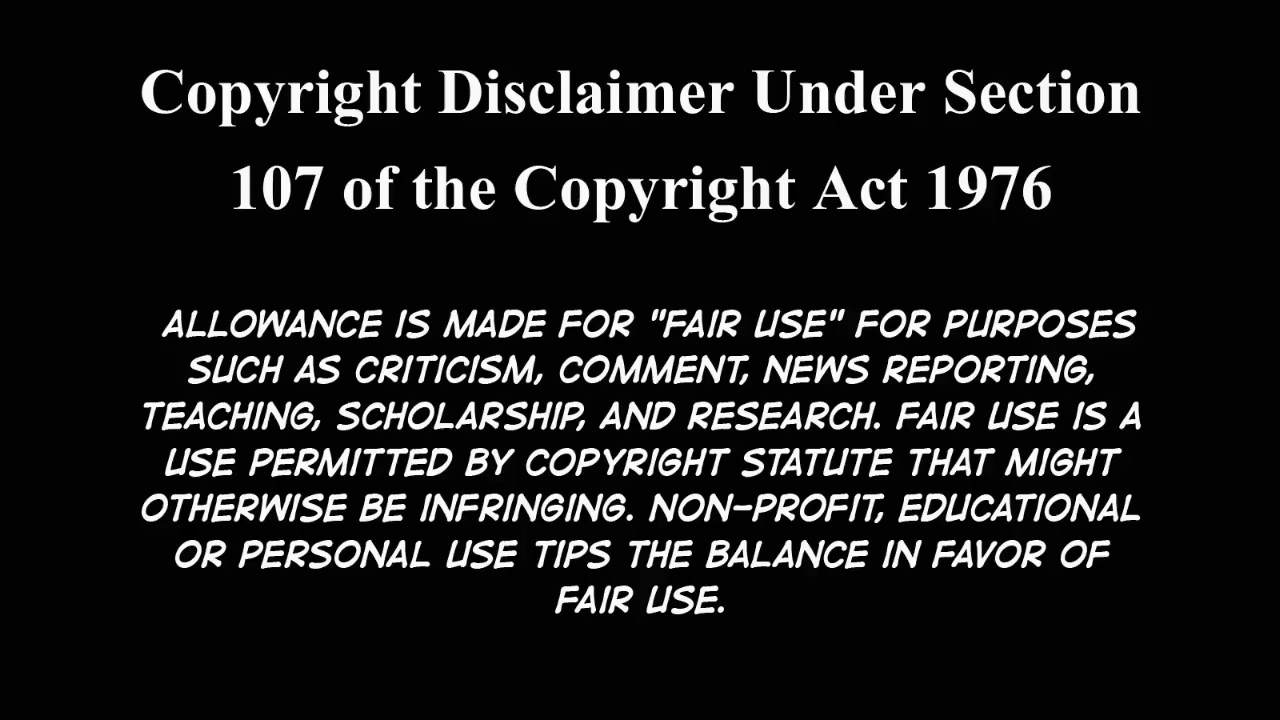 Copyright Disclaimer Under Section
107 of the Copyright Act 1976
ALLOWANCE IS MADE FOR "FAIR USE" FOR PURPOSES
SUCH AS CRITICISM, COMMENT, NEWS REPORTING,
TEACHING, SCHOLARSHIP, AND RESEARCH. FAIR USE IS A
USE PERMITTED BY COPYRIGHT STATUTE THAT MIGHT
OTHERWISE BE INFRINGING. NON-PROFIT, EDUCATIONAL
OR PERSONAL USE TIPS THE BALANCE IN FAVOR OF
FAIR USE.